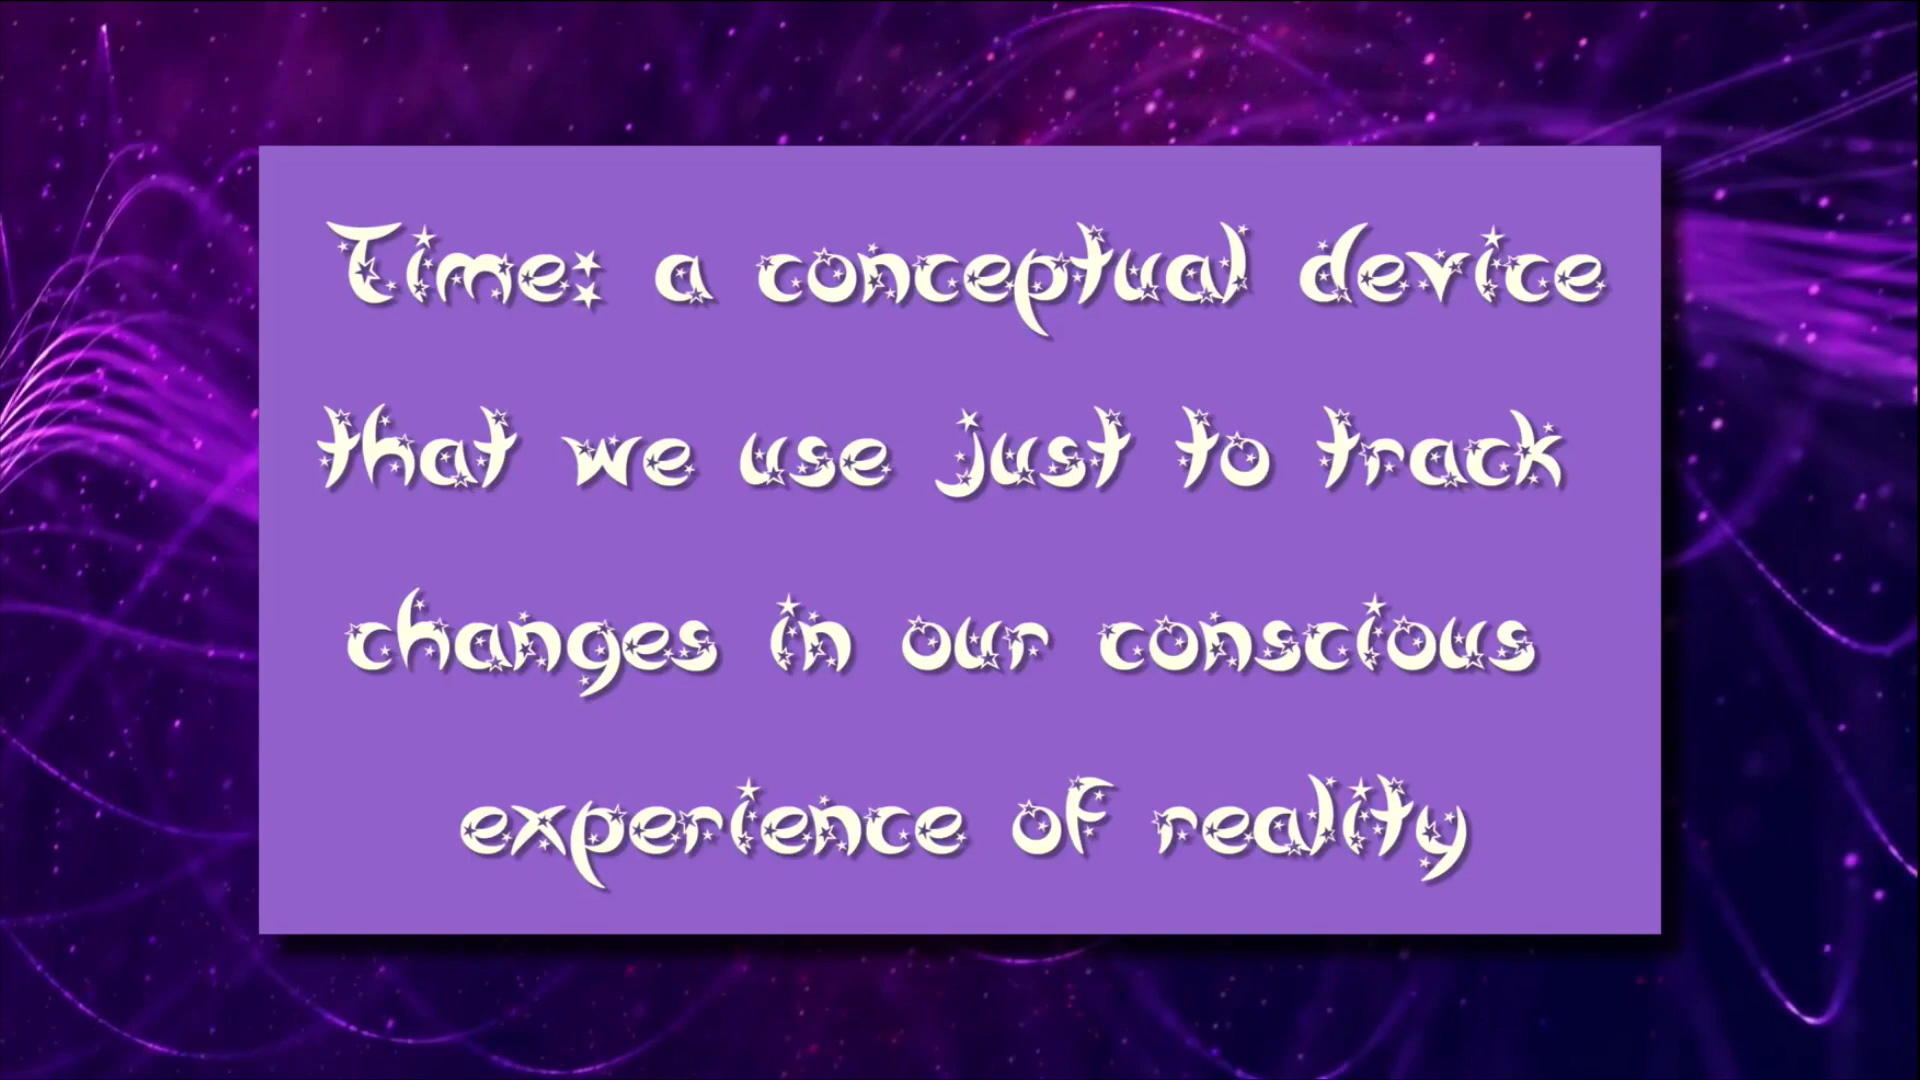 Time: a conceptual device
that we use just to track
changes in our conscious
experience of reality